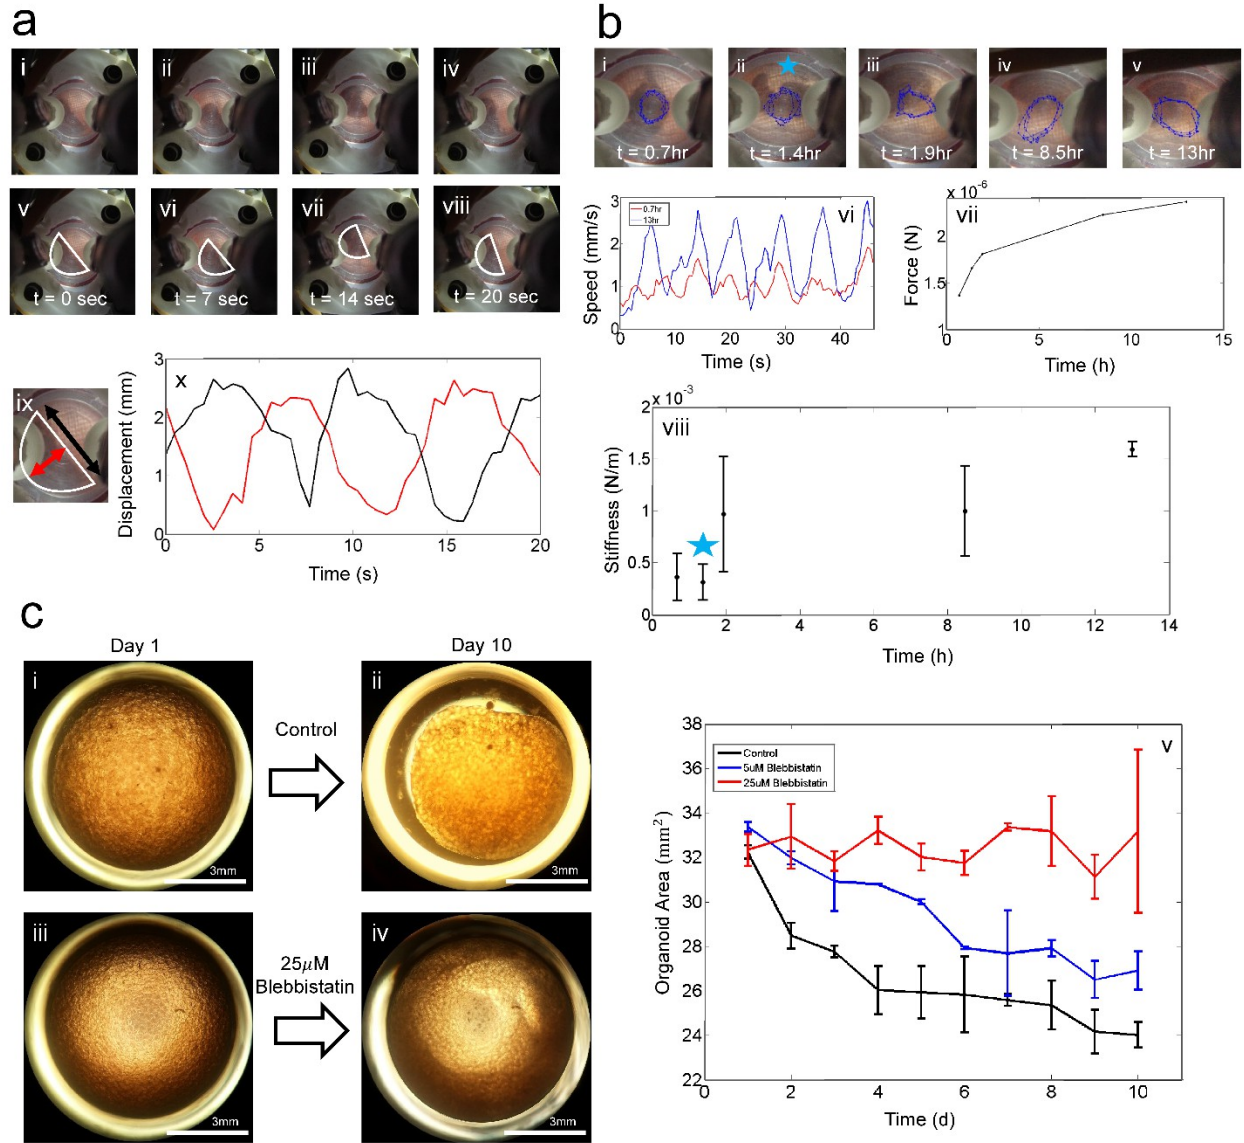 a
i
ii
iii
iv
v
vi
vii
viii
t = 0 sec
t = 7 sec
t = 14 sec
t = 20 sec
ix
x
Displacement (mm)
3
2
1
0
0
5
10
15
20
Time (s)
b
i
ii
iii
iv
v
t = 0.7hr
t = 1.4hr
t = 1.9hr
t = 8.5hr
t = 13hr
vi
0.7hr
13hr
Speed (mm/s)
3
2
1
0
0
10
20
30
40
Time (s)
vii
x 10-6
Force (N)
2
1.5
1
0
5
10
15
Time (h)
viii
x 10-3
Stiffness (N/m)
2
1.5
1
0.5
0
0
2
4
6
8
10
12
14
Time (h)
c
Day 1
Day 10
i
3mm
Control
ii
3mm
iii
3mm
25μM
Blebbistatin
iv
3mm
v
Control
5uM Blebbistatin
25uM Blebbistatin
Organoid Area (mm2)
38
36
34
32
30
28
26
24
22
2
4
6
8
10
Time (d)